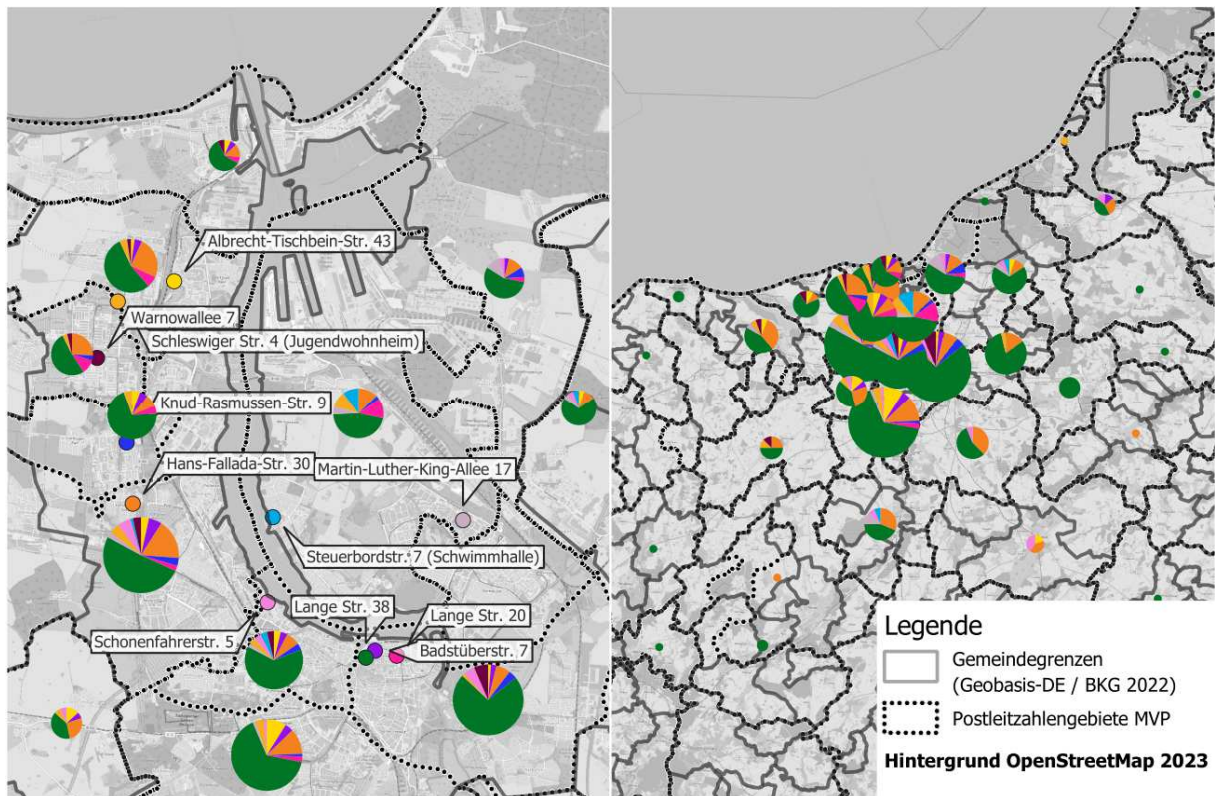 Albrecht-Tischbein-Str. 43
Warnowallee 7
Schleswiger Str. 4 (Jugendwohnheim)
Knud-Rasmussen-Str. 9
Hans-Fallada-Str. 30
Martin-Luther-King-Allee 17
Steuerbordstr. 7 (Schwimmhalle)
Lange Str. 38
Lange Str. 20
Schonenfahrerstr. 5
Badstüberstr. 7
Legende
Gemeindegrenzen
(Geobasis-DE / BKG 2022)
Postleitzahlengebiete MVP
Hintergrund OpenStreetMap 2023